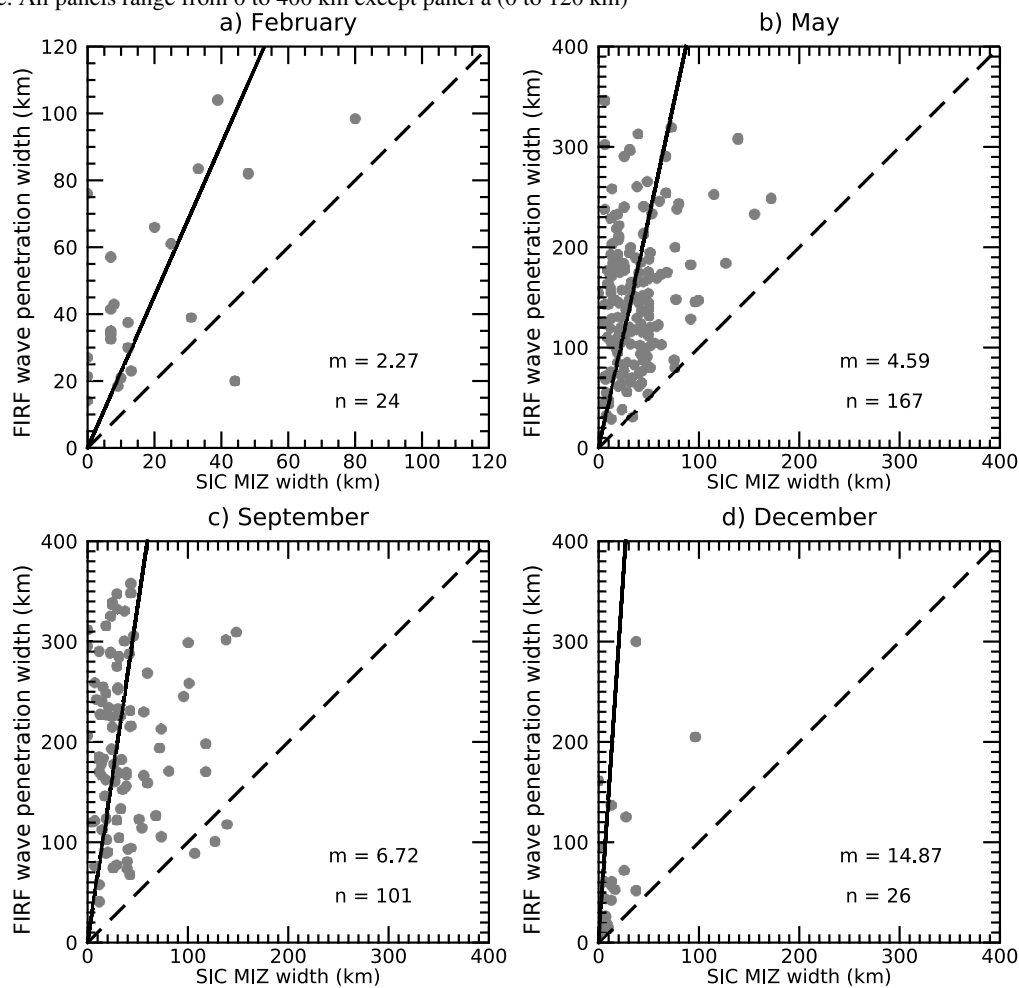 All panels range from 0 to 400 km except panel a (0 to 120 km)
a) February
120
100
80
60
40
20
0
FIRF wave penetration width (km)
m = 2.27
n = 24
0 20 40 60 80 100 120
SIC MIZ width (km)
b) May
400
300
200
100
0
FIRF wave penetration width (km)
m = 4.59
n = 167
0 100 200 300 400
SIC MIZ width (km)
c) September
400
300
200
100
0
FIRF wave penetration width (km)
m = 6.72
n = 101
0 100 200 300 400
SIC MIZ width (km)
d) December
400
300
200
100
0
FIRF wave penetration width (km)
m = 14.87
n = 26
0 100 200 300 400
SIC MIZ width (km)